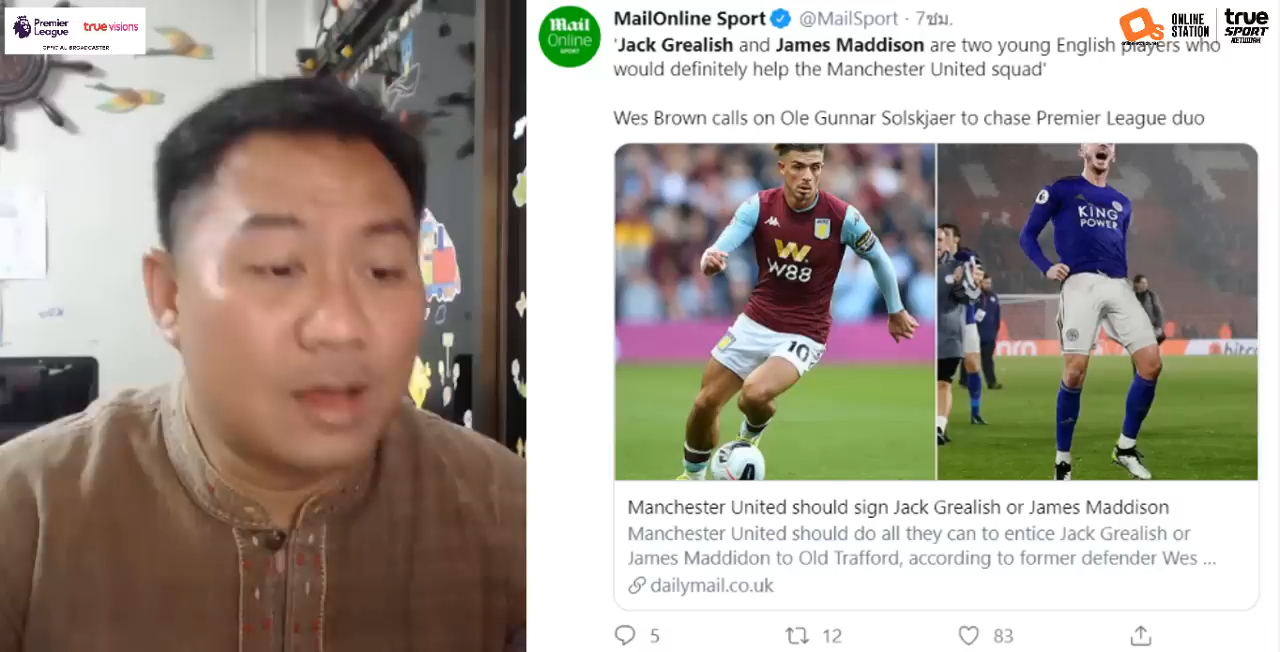 Premier League
true visions
OFFICIAL BROADCASTER
Mail Online SPORT
MailOnline Sport @MailSport · 7ชม.
'Jack Grealish and James Maddison are two young English players who
would definitely help the Manchester United squad'
Wes Brown calls on Ole Gunnar Solskjaer to chase Premier League duo
ONLINE STATION
true SPORT NETWORK
W88
10
KING POWER
Manchester United should sign Jack Grealish or James Maddison
Manchester United should do all they can to entice Jack Grealish or
James Maddidon to Old Trafford, according to former defender Wes ...
dailymail.co.uk
5 12 83